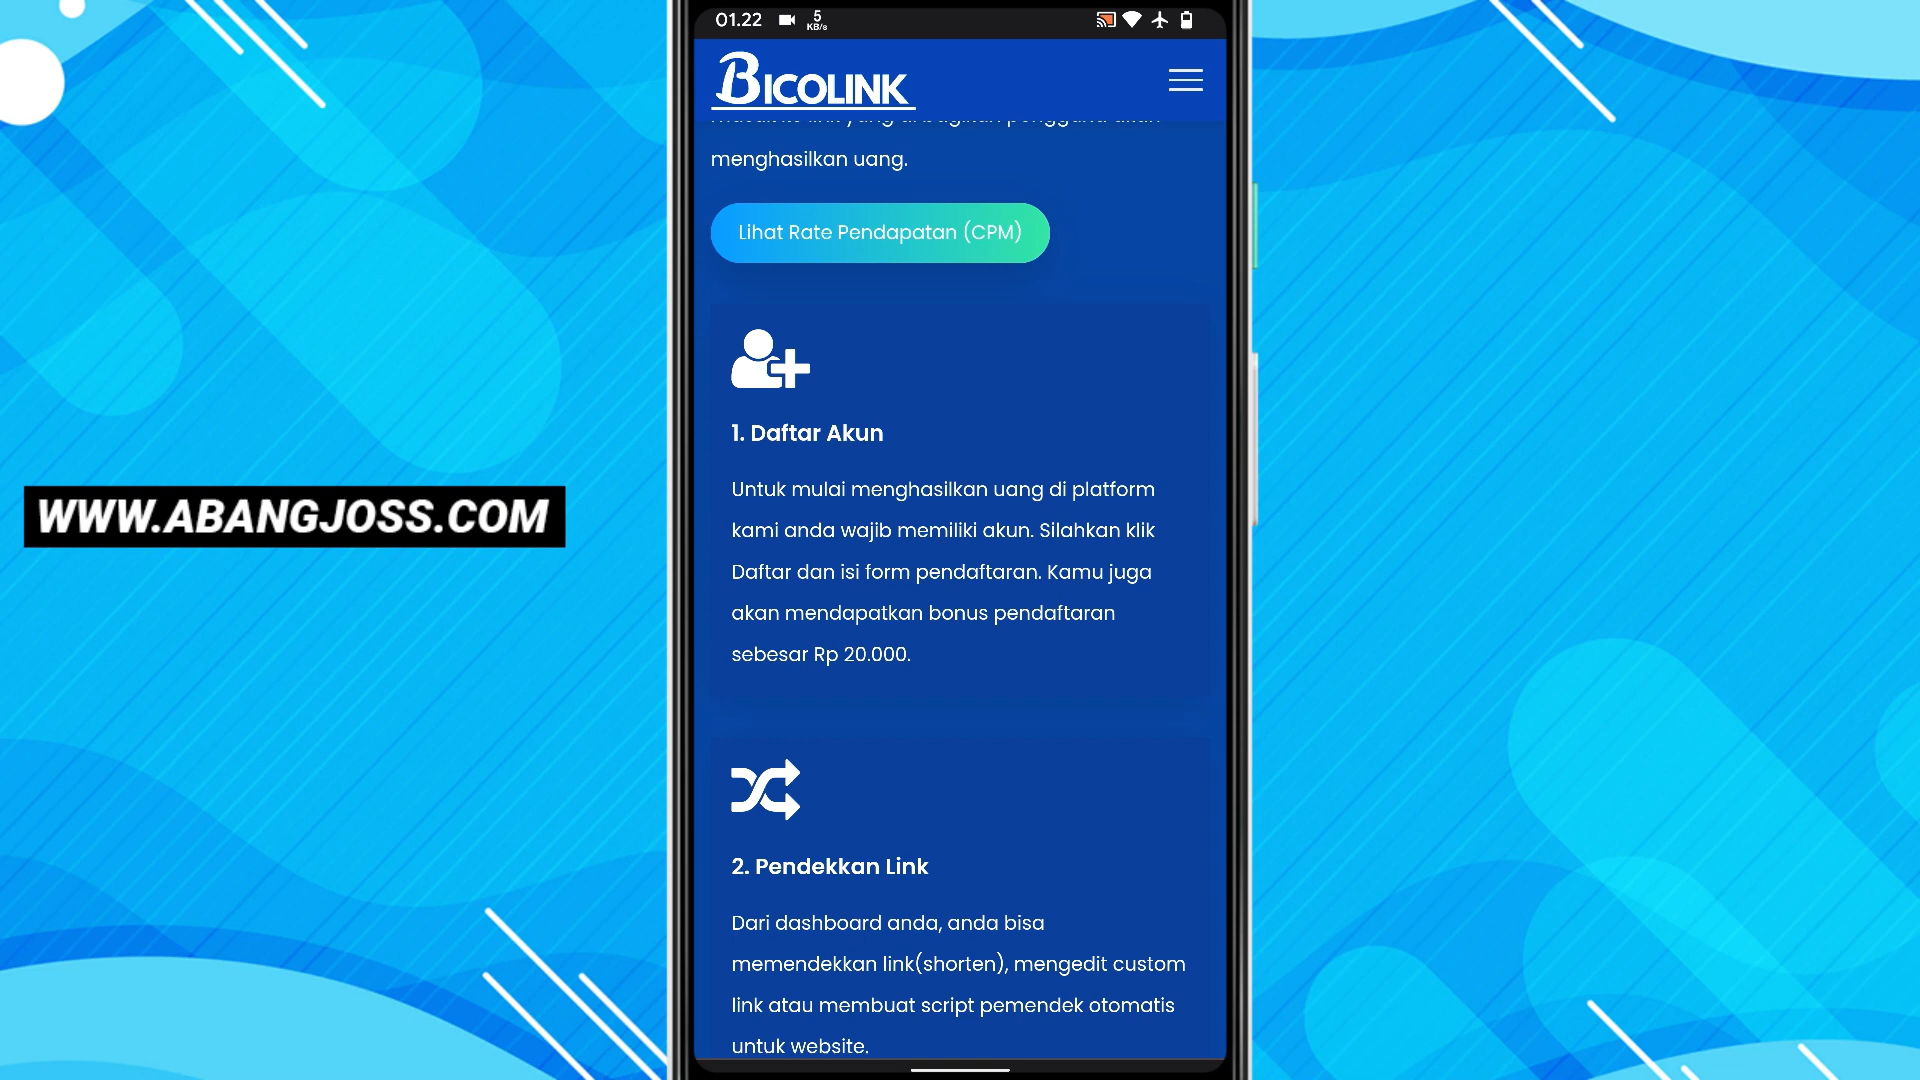 01.22
5
KB/s
BICOLINK
menghasilkan uang.
Lihat Rate Pendapatan (CPM)
1. Daftar Akun
Untuk mulai menghasilkan uang di platform
kami anda wajib memiliki akun. Silahkan klik
Daftar dan isi form pendaftaran. Kamu juga
akan mendapatkan bonus pendaftaran
sebesar Rp 20.000.
WWW.ABANGJOSS.COM
2. Pendekkan Link
Dari dashboard anda, anda bisa
memendekkan link(shorten), mengedit custom
link atau membuat script pemendek otomatis
untuk website.